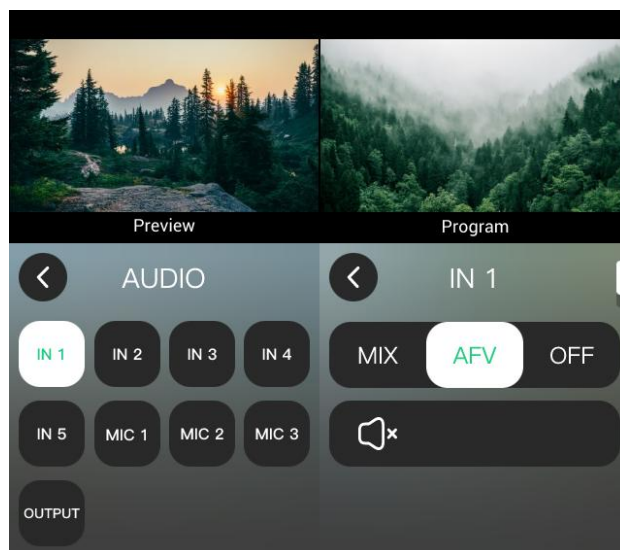 Preview
Program
AUDIO
IN 1
IN 1
IN 2
IN 3
IN 4
MIX
AFV
OFF
IN 5
MIC 1
MIC 2
MIC 3
OUTPUT